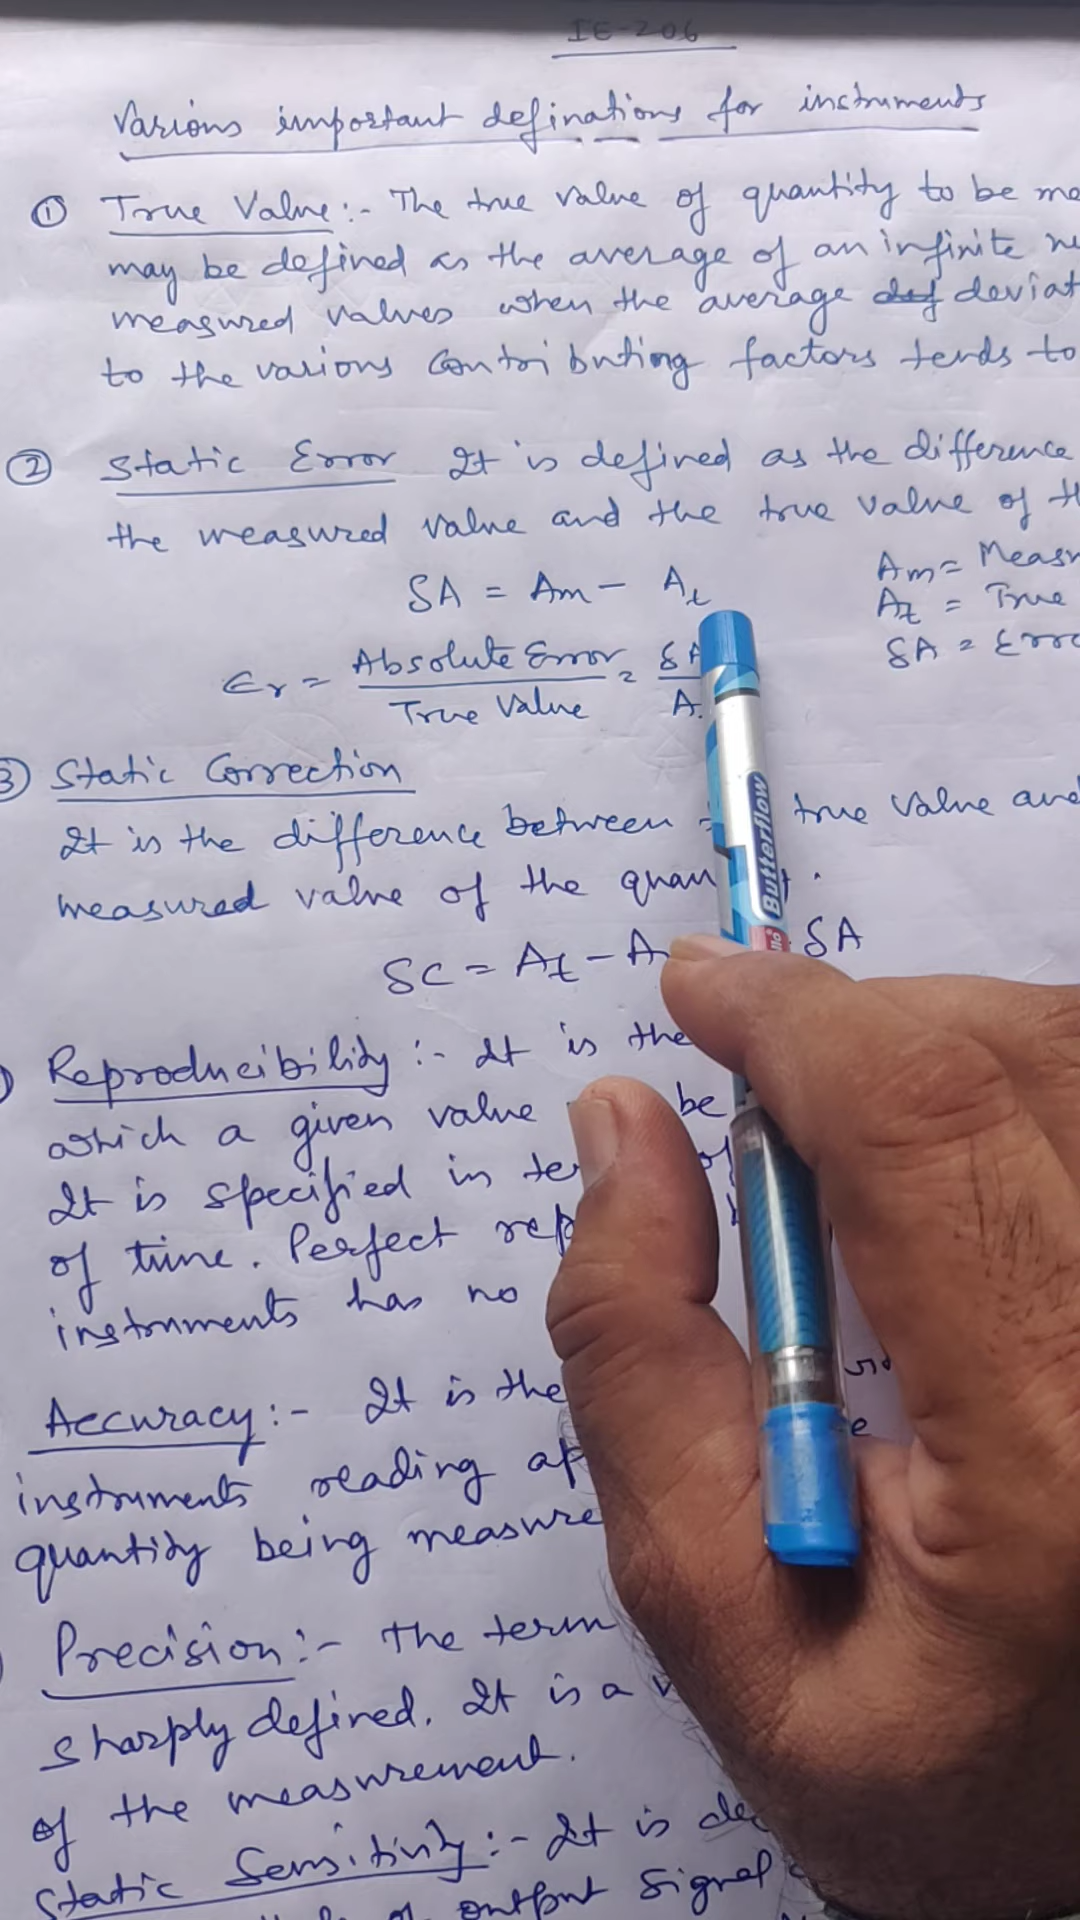 IE-206
Various important definations for instruments
① True Value:- The true value of quantity to be
may be defined as the average of an infinite
measured values when the average deviat
to the various contributing factors tends to
② Static Error It is defined as the difference
the measured value and the true value of
δA = Am - At
Am = Measu
At = True
δA = Erro
Er = Absolute Error / True Value = δA / A
③ Static Correction
It is the difference between true value and
measured value of the quan
δC = At - A δA
Reproducibility:- It is the
which a given value be
It is specified in of
of time. Perfect rep
instruments has no
Accuracy:- It is the
instruments reading ap
quantity being measure
Precision:- The term
sharply defined. It is a
of the measurement.
Static Sensitivity:- It is de
of output signal
Butterflow